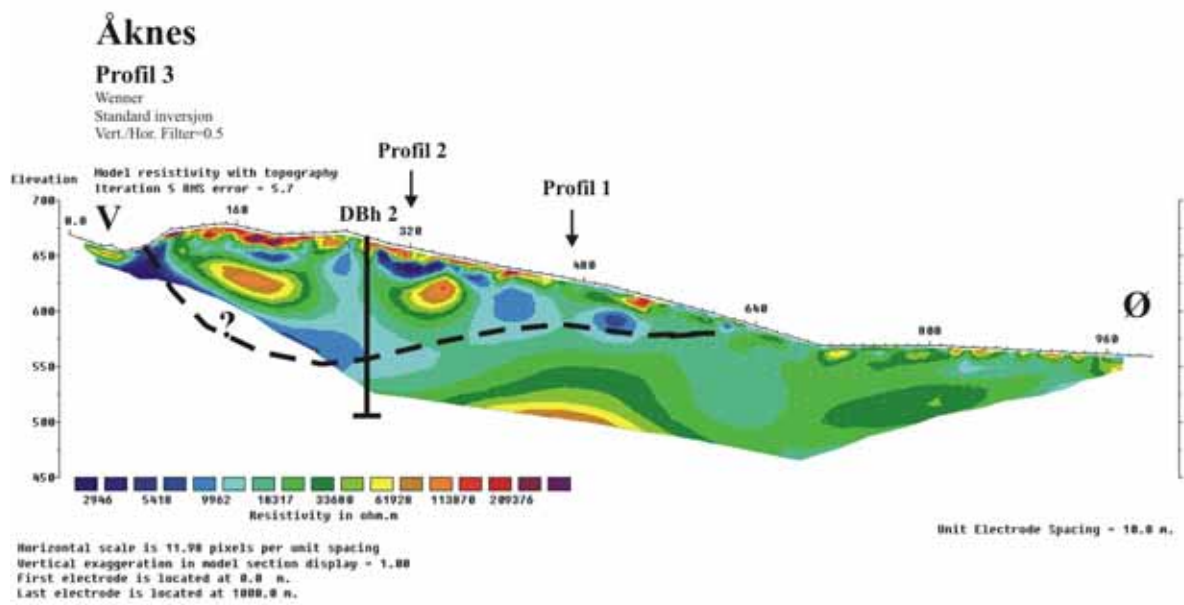 Åknes
Profil 3
Wenner
Standard inversjon
Vert./Hor. Filter=0.5
Profil 2
Elevation
Model resistivity with topography
Iteration 5 RMS error = 5.7
Profil 1
700
0.0
V
160
DBh 2
320
650
480
600
?
640
Ø
800
960
550
500
450
2946 5410 9962 18317 33680 61928 113870 209376
Resistivity in ohm.m
Unit Electrode Spacing = 10.0 m.
Horizontal scale is 11.98 pixels per unit spacing
Vertical exaggeration in model section display = 1.00
First electrode is located at 0.0 m.
Last electrode is located at 1000.0 m.